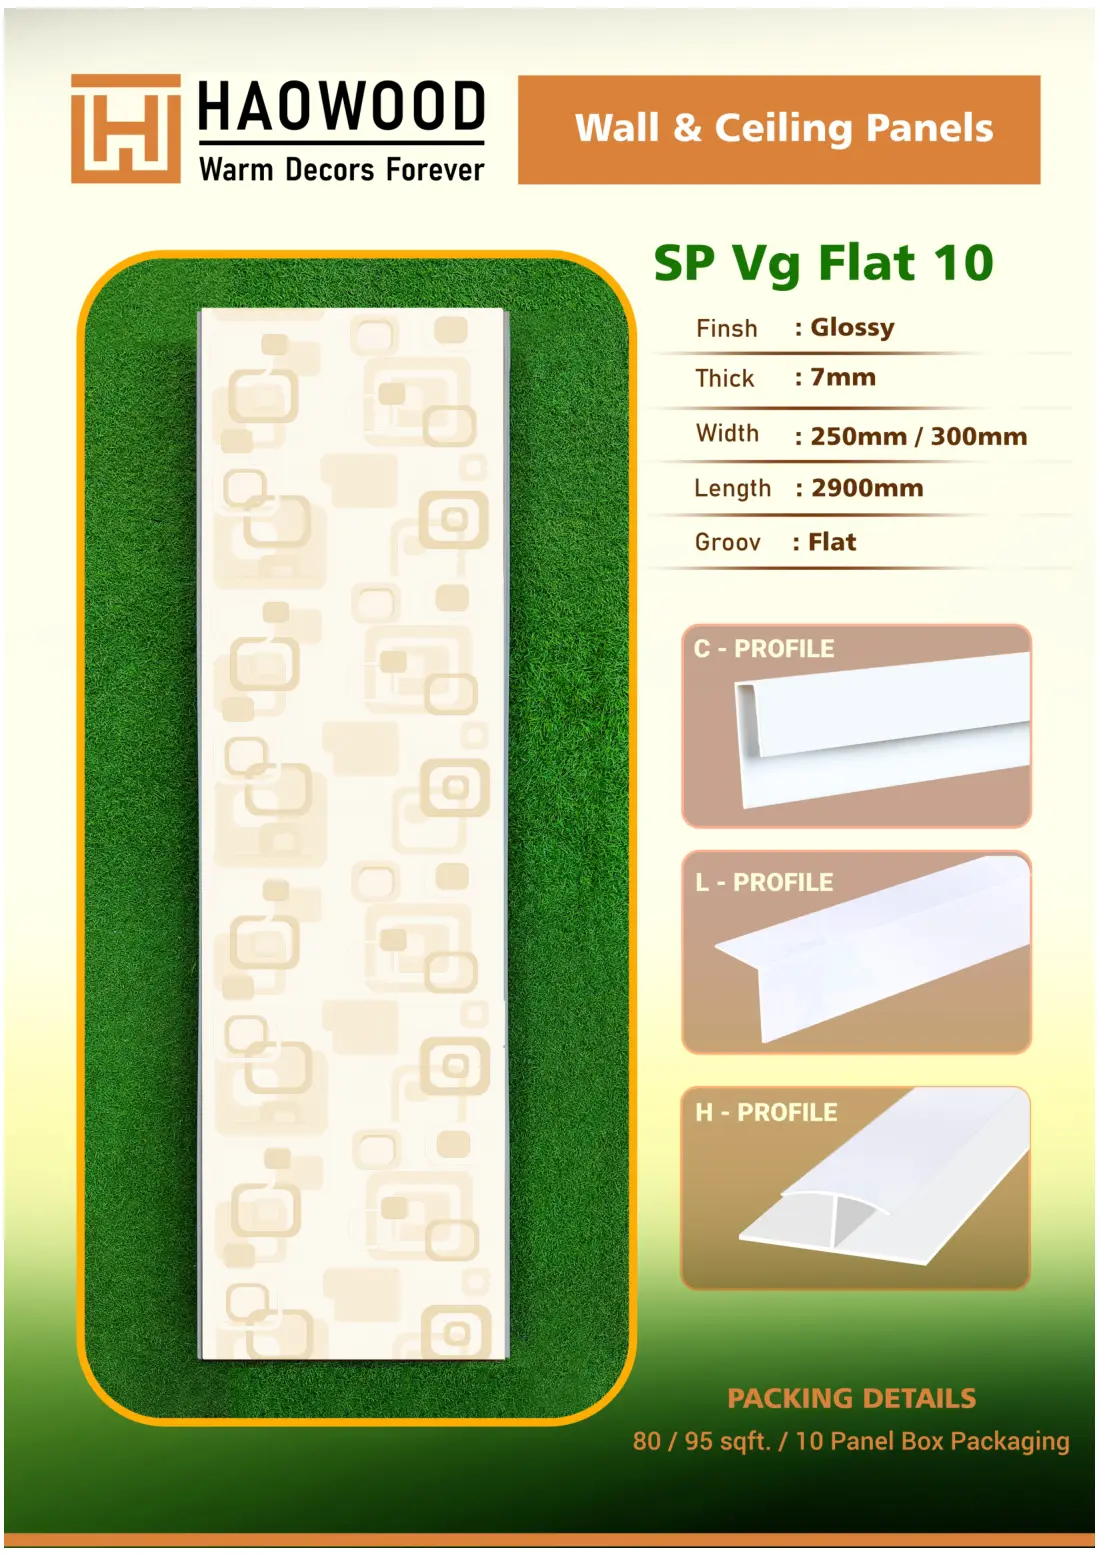 HAOWOOD
Warm Decors Forever
Wall & Ceiling Panels
SP Vg Flat 10
Finsh : Glossy
Thick : 7mm
Width : 250mm / 300mm
Length : 2900mm
Groov : Flat
C - PROFILE
L - PROFILE
H - PROFILE
PACKING DETAILS
80 / 95 sqft. / 10 Panel Box Packaging